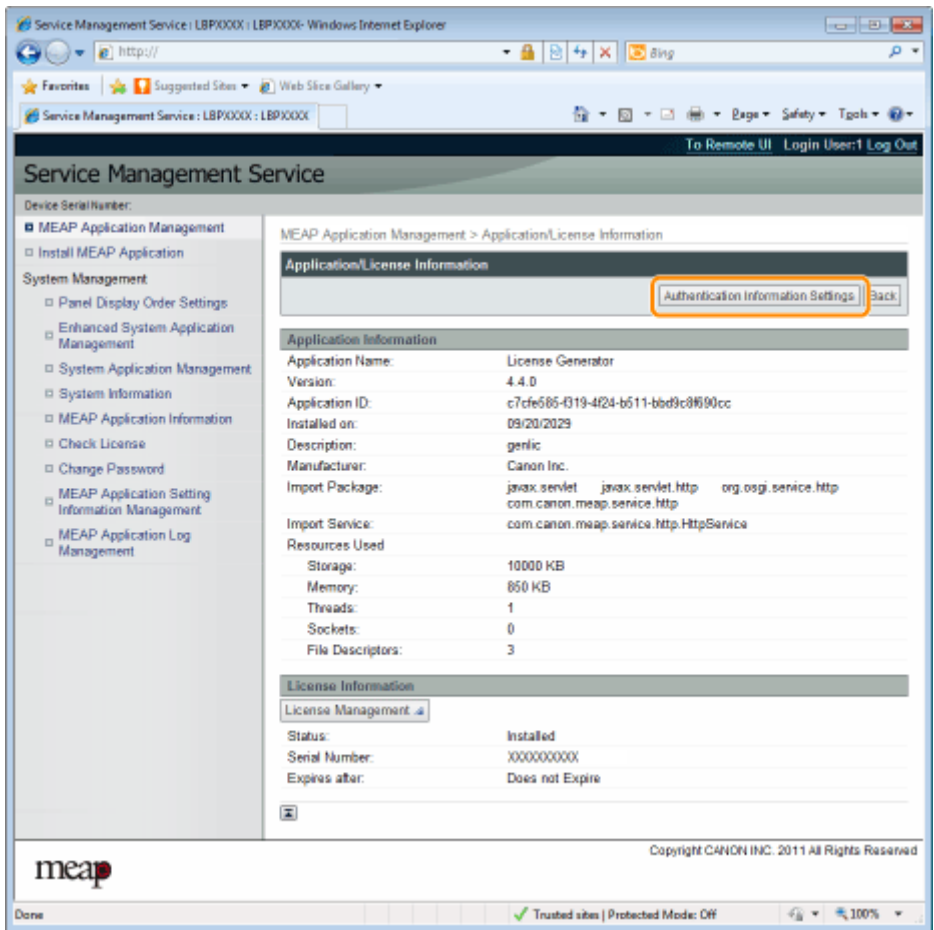 Service Management Service : LBPXXXX : LBPXXXX - Windows Internet Explorer
http://
Bing
Favorites Suggested Sites Web Slice Gallery
Service Management Service : LBPXXXX : LBPXXXX
Page Safety Tools
To Remote UI Login User:1 Log Out
Service Management Service
Device Serial Number:
MEAP Application Management
Install MEAP Application
System Management
Panel Display Order Settings
Enhanced System Application
Management
System Application Management
System Information
MEAP Application Information
Check License
Change Password
MEAP Application Setting
Information Management
MEAP Application Log
Management
MEAP Application Management > Application/License Information
Application/License Information
Authentication Information Settings Back
Application Information
Application Name: License Generator
Version: 4.4.0
Application ID: c7cfe585-f319-4f24-b511-bbd9c8f690cc
Installed on: 09/20/2029
Description: genlic
Manufacturer: Canon Inc.
Import Package: javax.servlet javax.servlet.http org.osgi.service.http
com.canon.meap.service.http
Import Service: com.canon.meap.service.http.HttpService
Resources Used
Storage: 10000 KB
Memory: 850 KB
Threads: 1
Sockets: 0
File Descriptors: 3
License Information
License Management
Status: Installed
Serial Number: XXXXXXXXXX
Expires after: Does not Expire
Copyright CANON INC. 2011 All Rights Reserved
meap
Done Trusted sites | Protected Mode: Off 100%